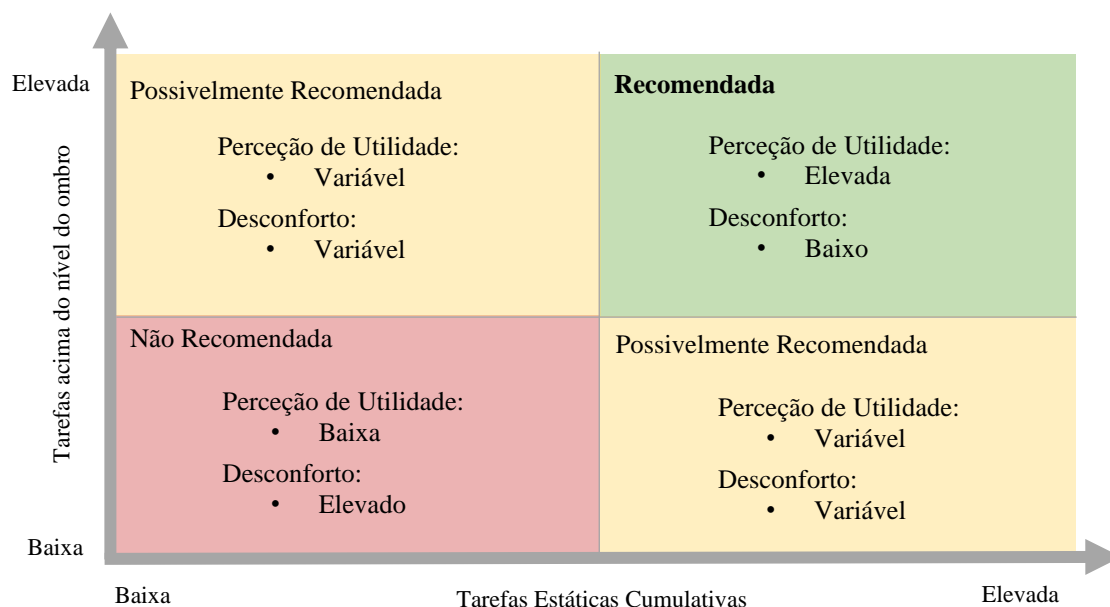 Elevada
Possivelmente Recomendada
Perceção de Utilidade:
• Variável
Desconforto:
• Variável
Recomendada
Perceção de Utilidade:
• Elevada
Desconforto:
• Baixo
Tarefas acima do nível do ombro
Não Recomendada
Perceção de Utilidade:
• Baixa
Desconforto:
• Elevado
Possivelmente Recomendada
Perceção de Utilidade:
• Variável
Desconforto:
• Variável
Baixa
Baixa
Tarefas Estáticas Cumulativas
Elevada